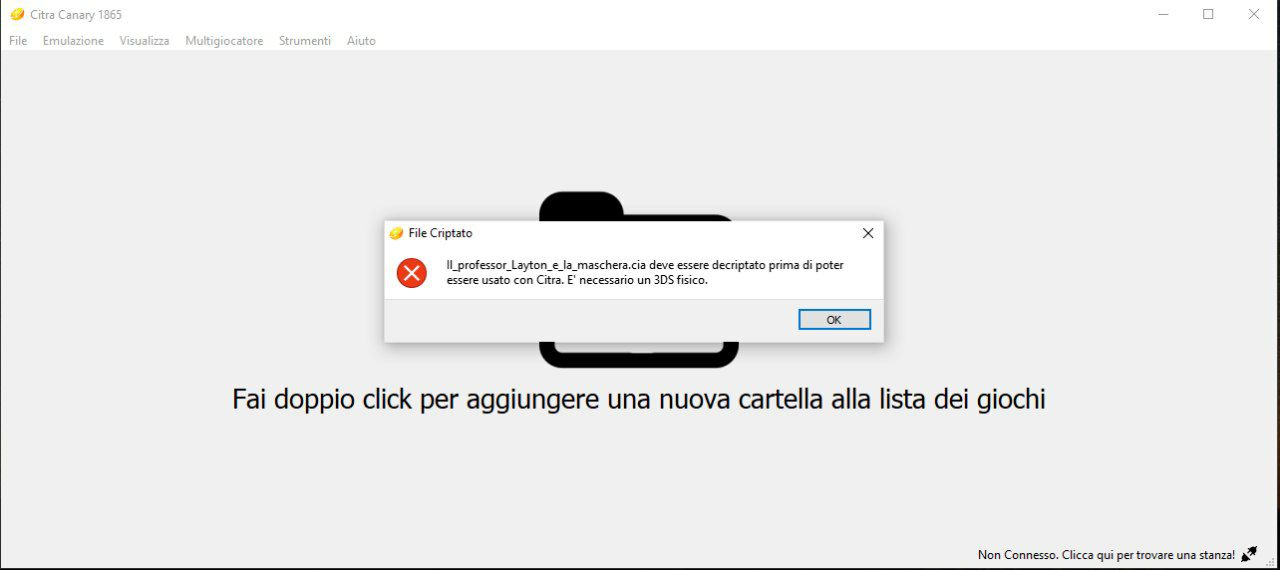 Citra Canary 1865
File Emulazione Visualizza Multigiocatore Strumenti Aiuto
File Criptato
Il_professor_Layton_e_la_maschera.cia deve essere decriptato prima di poter
essere usato con Citra. E' necessario un 3DS fisico.
OK
Fai doppio click per aggiungere una nuova cartella alla lista dei giochi
Non Connesso. Clicca qui per trovare una stanza!